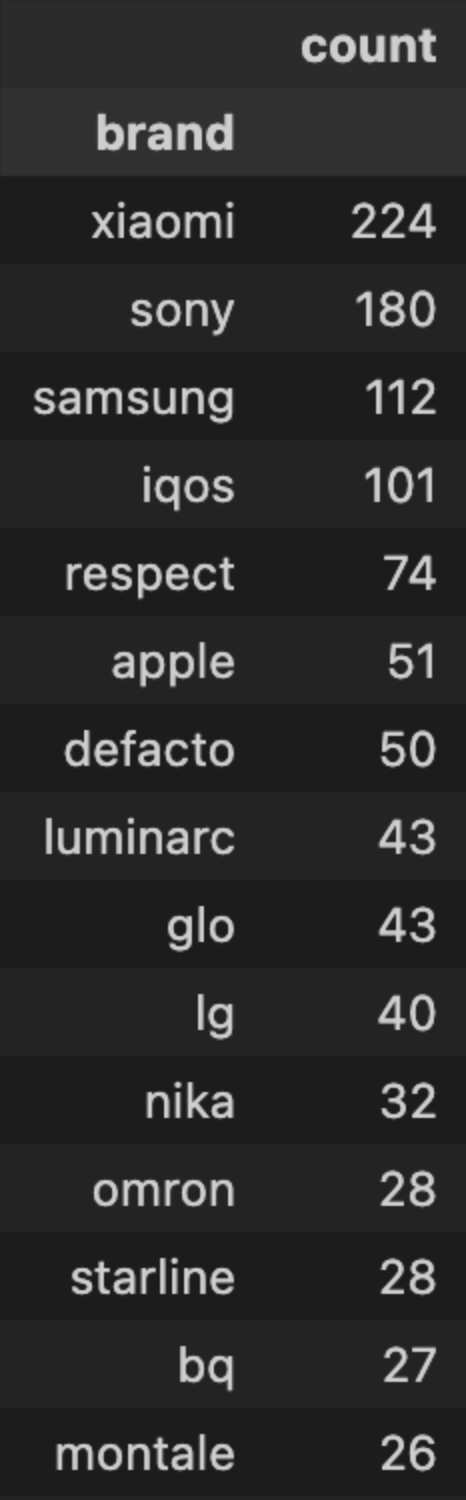 count
brand
xiaomi 224
sony 180
samsung 112
iqos 101
respect 74
apple 51
defacto 50
luminarc 43
glo 43
lg 40
nika 32
omron 28
starline 28
bq 27
montale 26